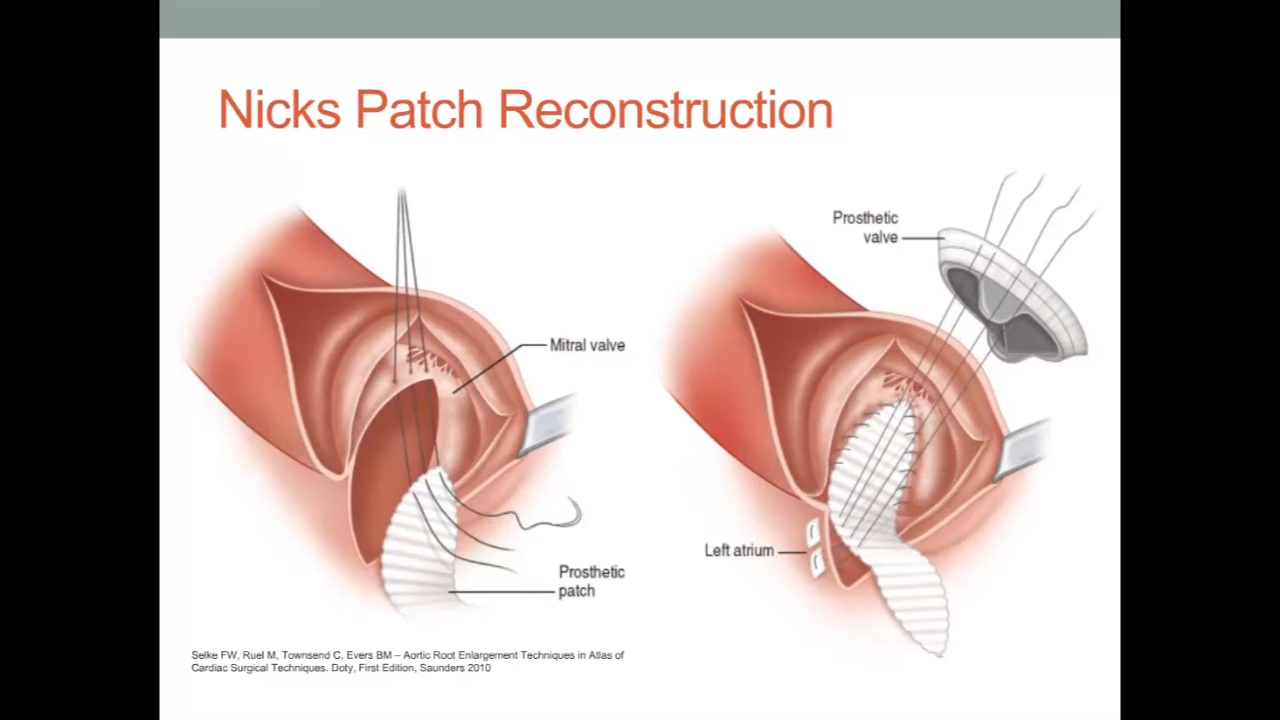 Nicks Patch Reconstruction
Prosthetic
valve
Mitral valve
Left atrium
Prosthetic
patch
Selke FW, Ruel M, Townsend C, Evers BM – Aortic Root Enlargement Techniques in Atlas of
Cardiac Surgical Techniques. Doty, First Edition, Saunders 2010